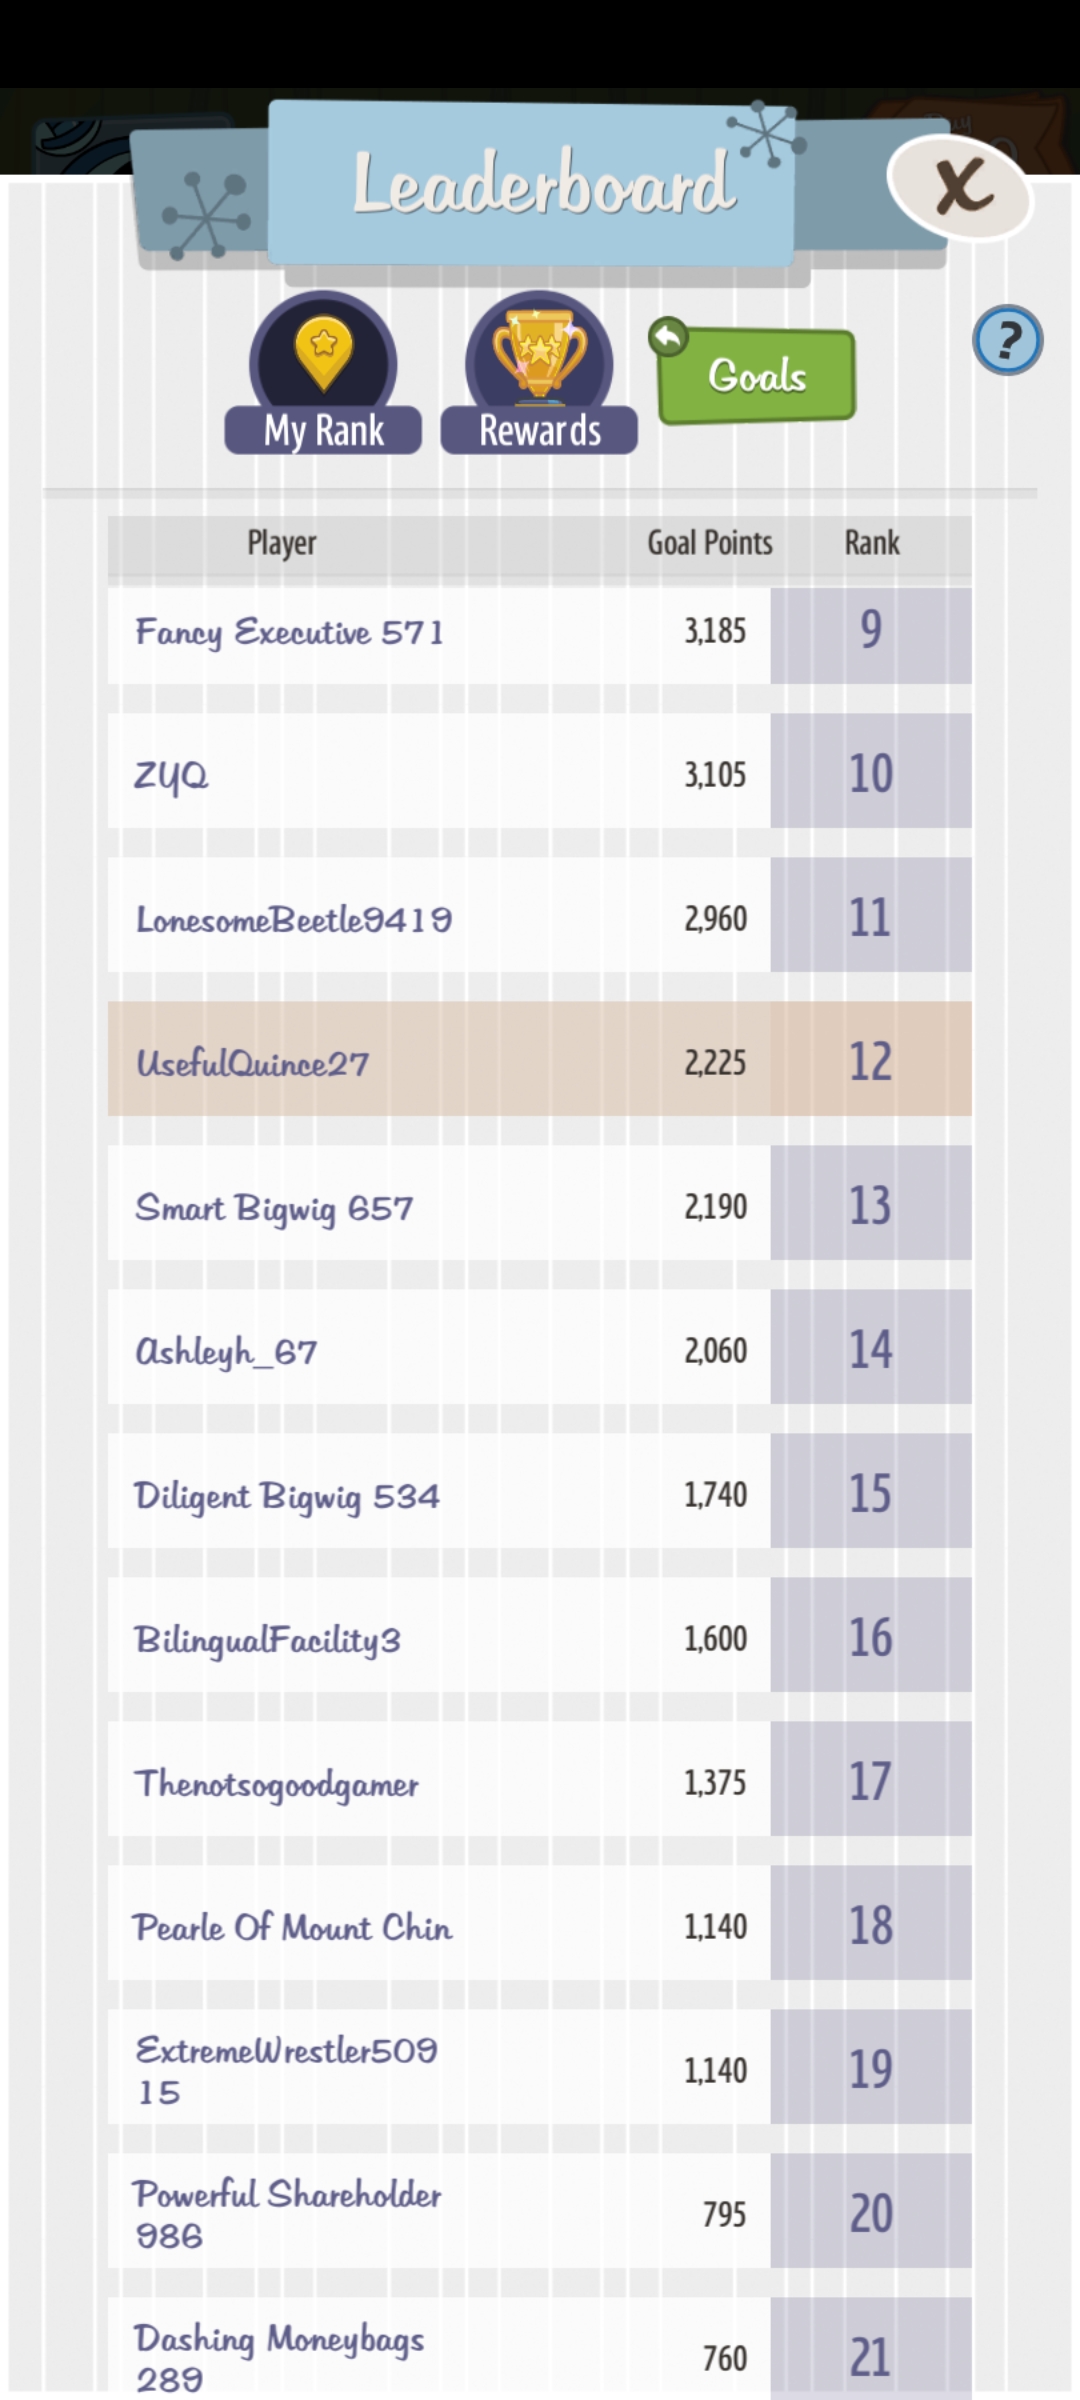 Leaderboard
X
My Rank
Rewards
Goals
?
Player Goal Points Rank
Fancy Executive 571 3,185 9
ZYQ 3,105 10
LonesomeBeetle9419 2,960 11
UsefulQuince27 2,225 12
Smart Bigwig 657 2,190 13
Ashleyh_67 2,060 14
Diligent Bigwig 534 1,740 15
BilingualFacility3 1,600 16
Thenotsogoodgamer 1,375 17
Pearle Of Mount Chin 1,140 18
ExtremeWrestler509
15 1,140 19
Powerful Shareholder
986 795 20
Dashing Moneybags
289 760 21